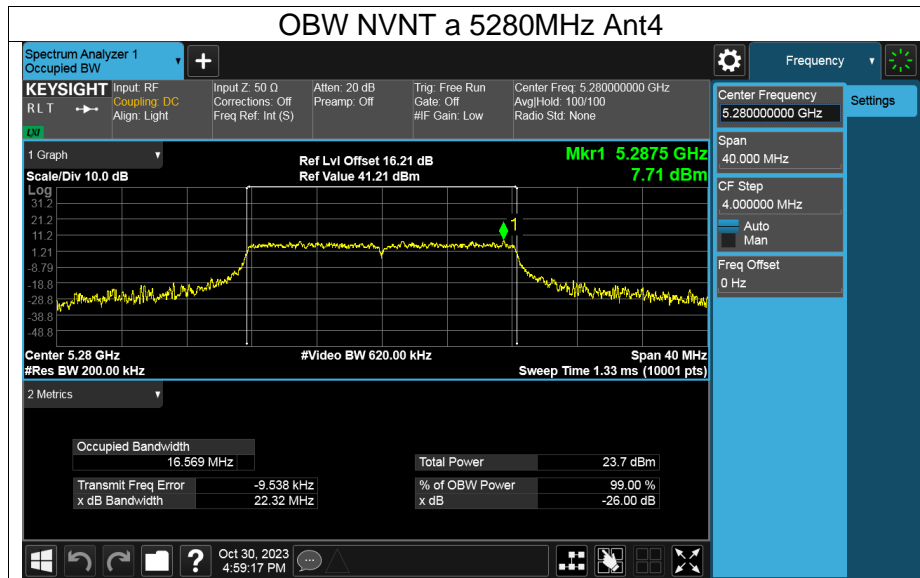 OBW NVNT a 5280MHz Ant4
Spectrum Analyzer 1
Occupied BW
+
Frequency
KEYSIGHT
R L T
LXI
Input: RF
Coupling: DC
Align: Light
Input Z: 50 Ω
Corrections: Off
Freq Ref: Int (S)
Atten: 20 dB
Preamp: Off
Trig: Free Run
Gate: Off
#IF Gain: Low
Center Freq: 5.280000000 GHz
Avg|Hold: 100/100
Radio Std: None
Center Frequency
5.280000000 GHz
Settings
Span
40.000 MHz
CF Step
4.000000 MHz
Auto
Man
Freq Offset
0 Hz
1 Graph
Scale/Div 10.0 dB
Ref Lvl Offset 16.21 dB
Ref Value 41.21 dBm
Mkr1 5.2875 GHz
7.71 dBm
Log
31.2
21.2
11.2
1.21
-8.79
-18.8
-28.8
-38.8
-48.8
1
Center 5.28 GHz
#Res BW 200.00 kHz
#Video BW 620.00 kHz
Span 40 MHz
Sweep Time 1.33 ms (10001 pts)
2 Metrics
Occupied Bandwidth
16.569 MHz
Total Power 23.7 dBm
Transmit Freq Error -9.538 kHz
% of OBW Power 99.00 %
x dB Bandwidth 22.32 MHz
x dB -26.00 dB
?
Oct 30, 2023
4:59:17 PM